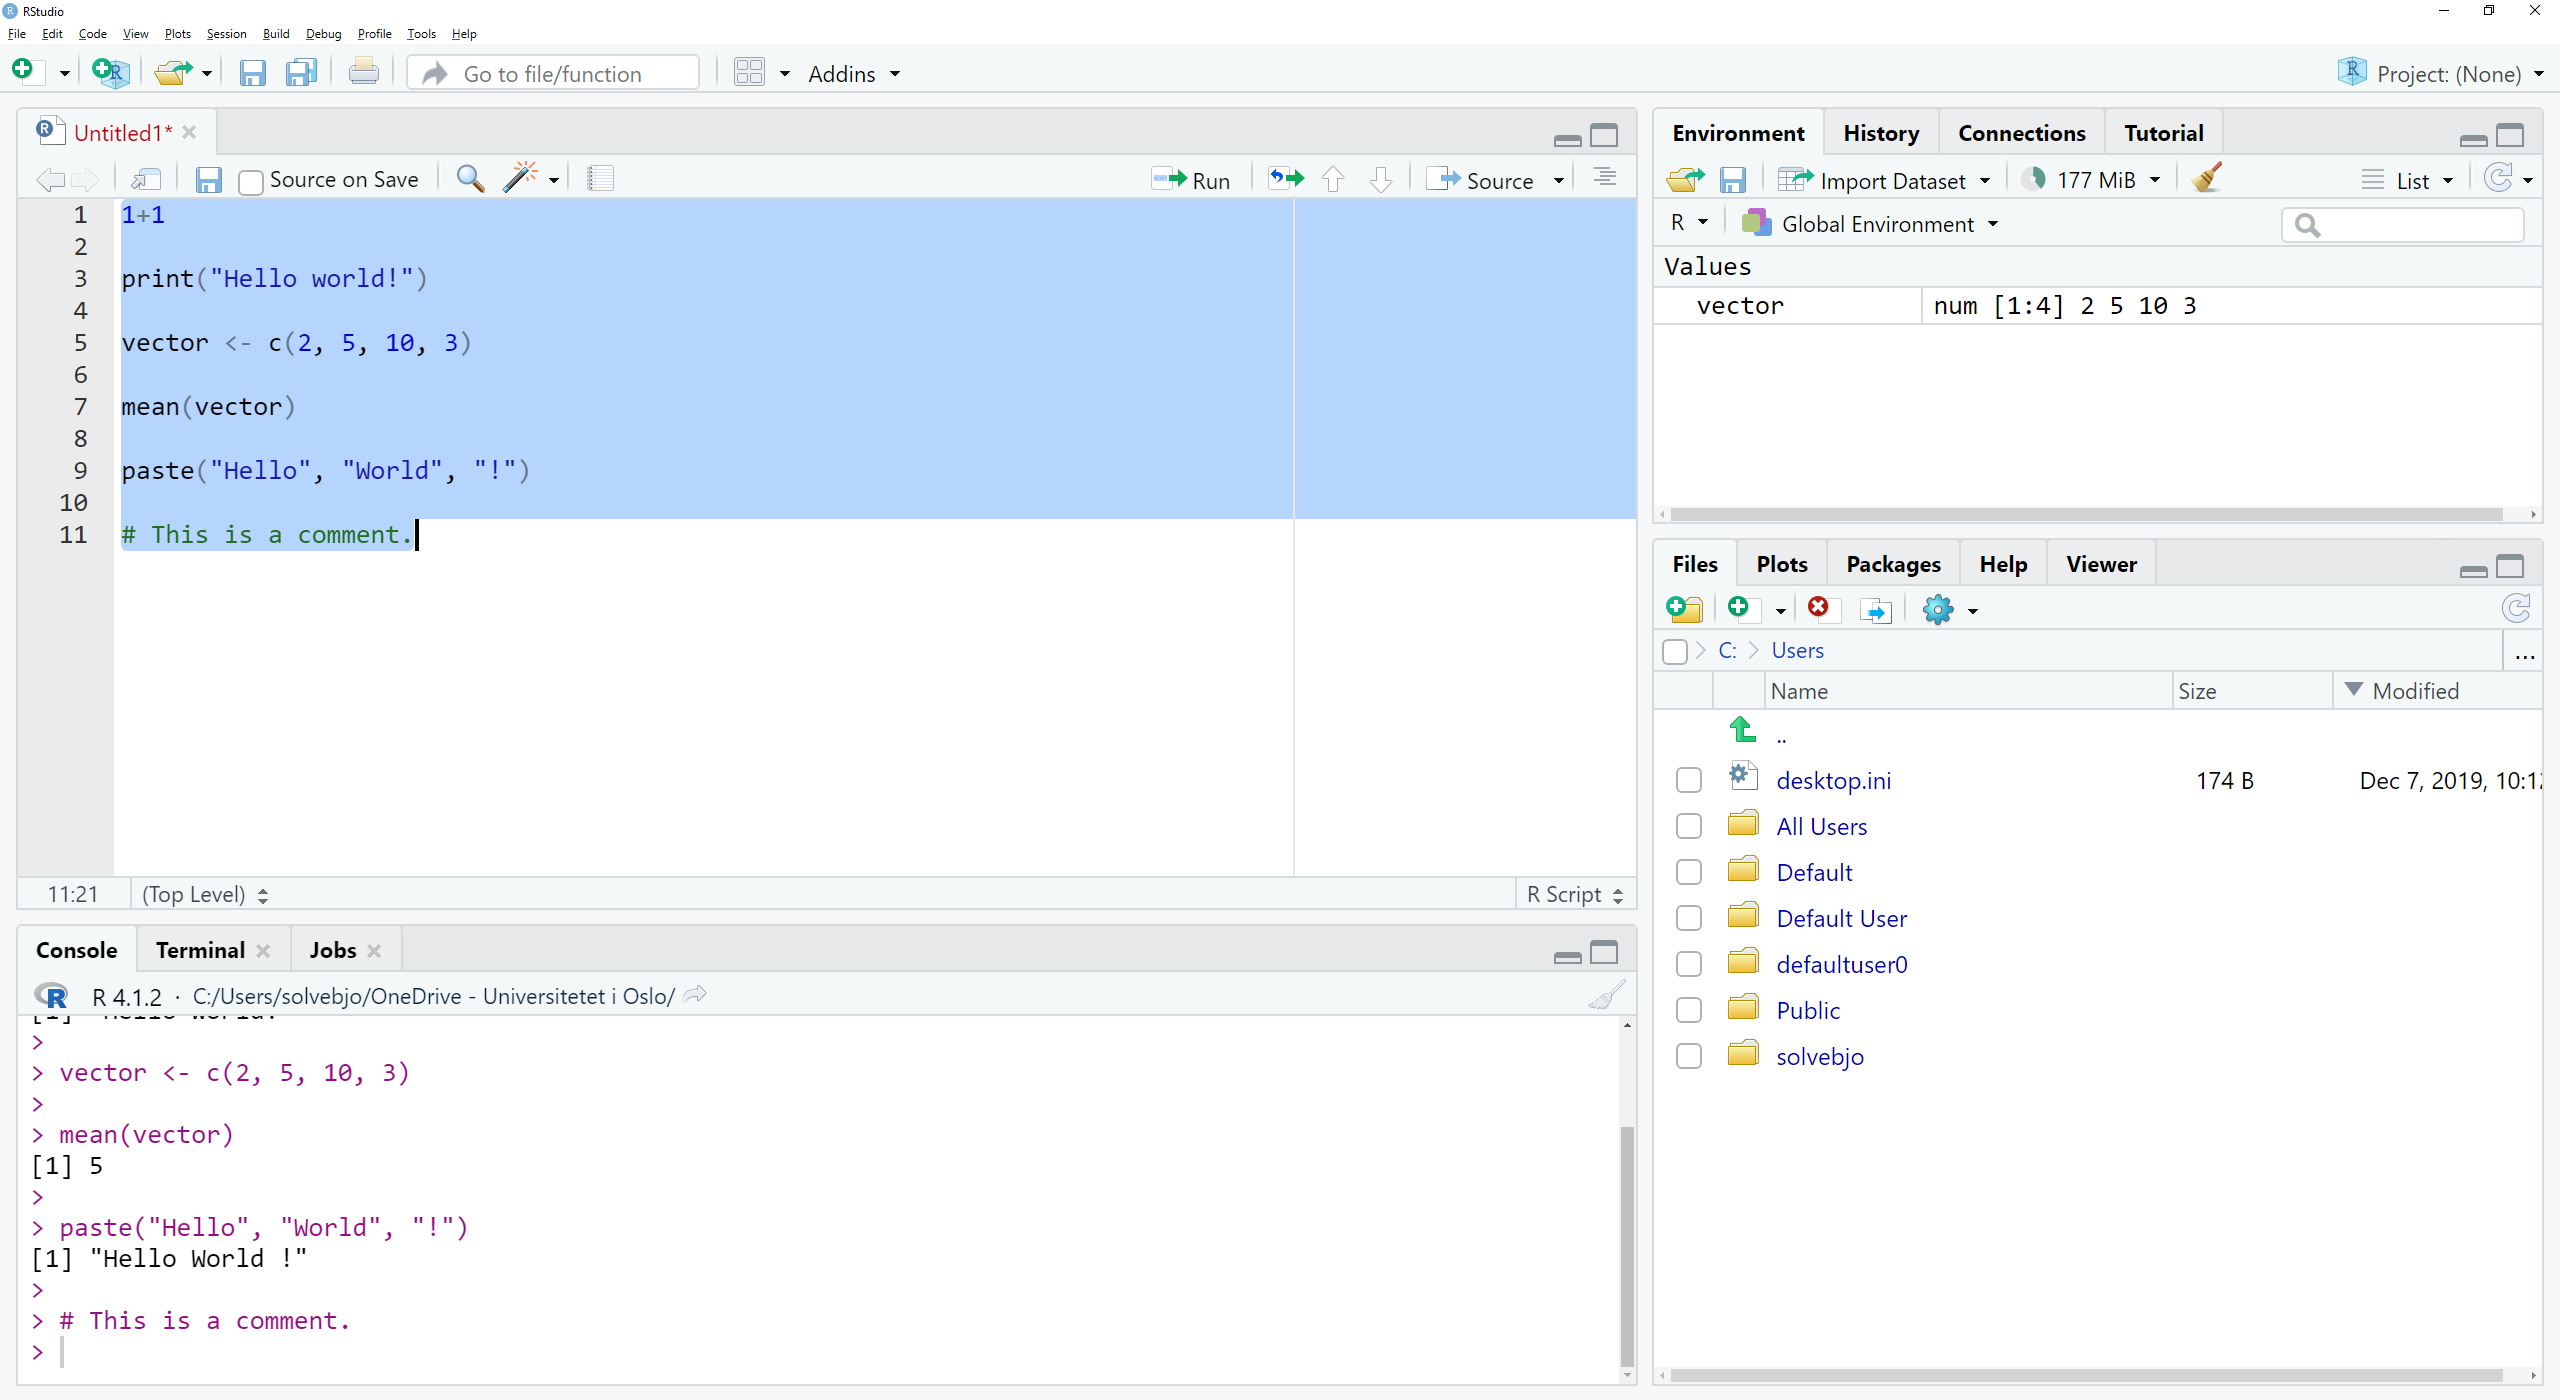 RStudio
File Edit Code View Plots Session Build Debug Profile Tools Help
Go to file/function Addins Project: (None)
Untitled1*
Source on Save Run Source
1 1+1
2
3 print("Hello world!")
4
5 vector <- c(2, 5, 10, 3)
6
7 mean(vector)
8
9 paste("Hello", "World", "!")
10
11 # This is a comment.
11:21 (Top Level) R Script
Console Terminal Jobs
R 4.1.2 · C:/Users/solvebjo/OneDrive - Universitetet i Oslo/
[1] "Hello world!"
>
> vector <- c(2, 5, 10, 3)
>
> mean(vector)
[1] 5
>
> paste("Hello", "World", "!")
[1] "Hello World !"
>
> # This is a comment.
>
Environment History Connections Tutorial
Import Dataset 177 MiB List
R Global Environment
Values
vector num [1:4] 2 5 10 3
Files Plots Packages Help Viewer
C: Users ...
Name Size Modified
..
desktop.ini 174 B Dec 7, 2019,
All Users
Default
Default User
defaultuser0
Public
solvebjo